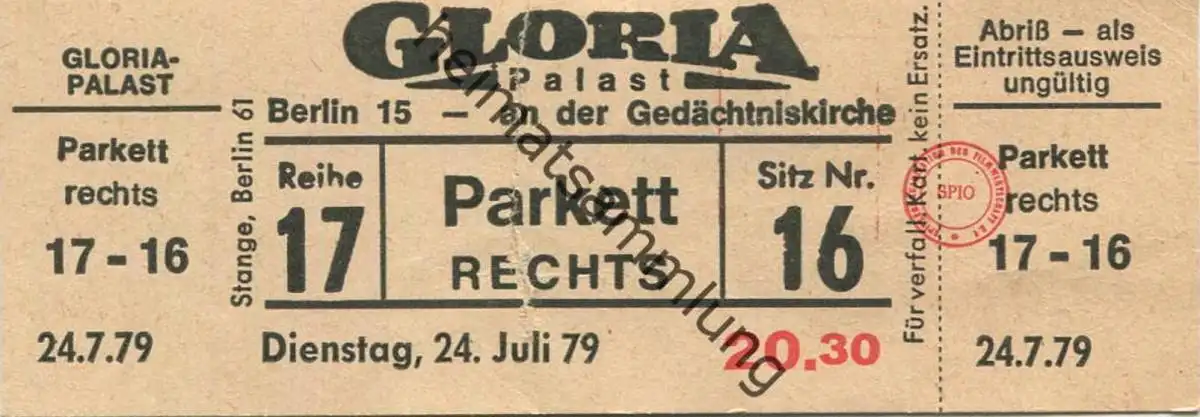 GLORIA-
PALAST
Parkett
rechts
17 - 16
24.7.79
Stange, Berlin 61
GLORIA
Palast
Berlin 15 - an der Gedächtniskirche
Reihe
17
Parkett
RECHTS
Sitz Nr.
16
Dienstag, 24. Juli 79
20.30
Für verfall. Kart. kein Ersatz.
Abriß - als
Eintrittsausweis
ungültig
Parkett
rechts
SPIO
17 - 16
24.7.79
heimatsammlung